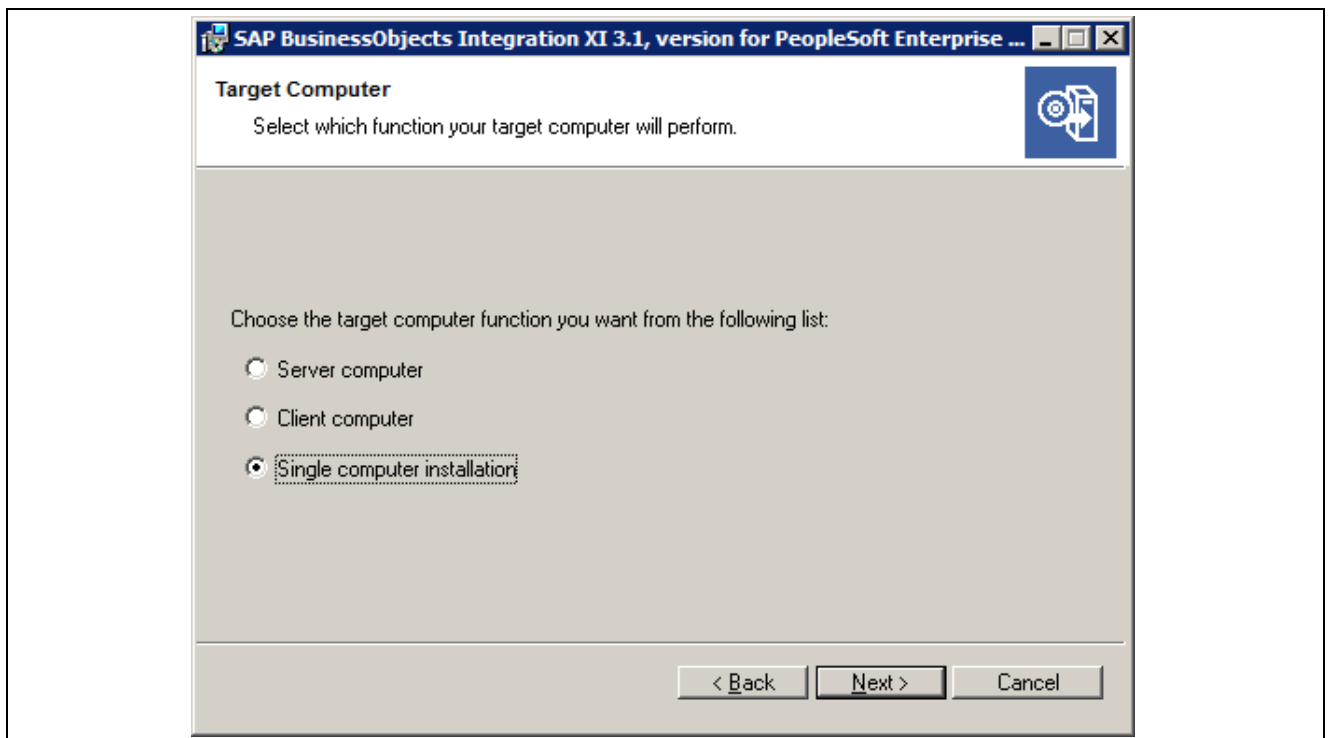 SAP BusinessObjects Integration XI 3.1, version for PeopleSoft Enterprise ...
Target Computer
Select which function your target computer will perform.
Choose the target computer function you want from the following list:
Server computer
Client computer
Single computer installation
< Back
Next >
Cancel